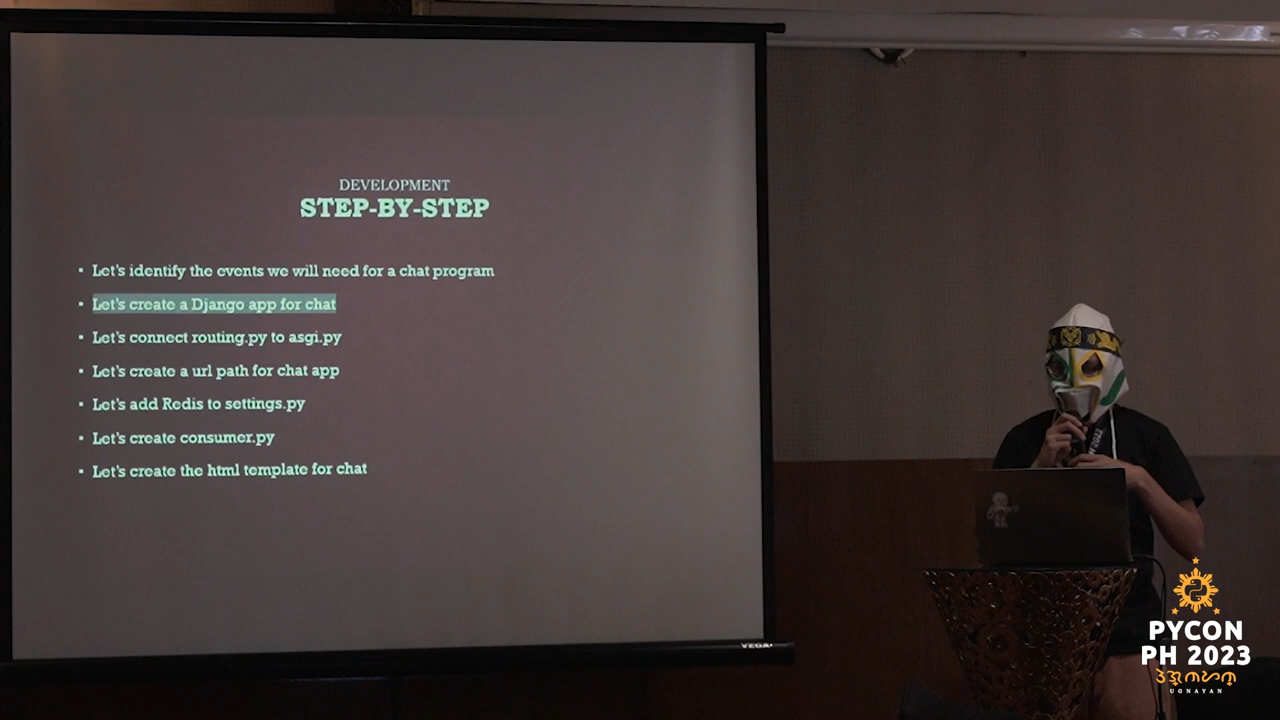 DEVELOPMENT
STEP-BY-STEP
▪ Let's identify the events we will need for a chat program
▪ Let's create a Django app for chat
▪ Let's connect routing.py to asgi.py
▪ Let's create a url path for chat app
▪ Let's add Redis to settings.py
▪ Let's create consumer.py
▪ Let's create the html template for chat
VEGA
PYCON
PH 2023
UGNAYAN